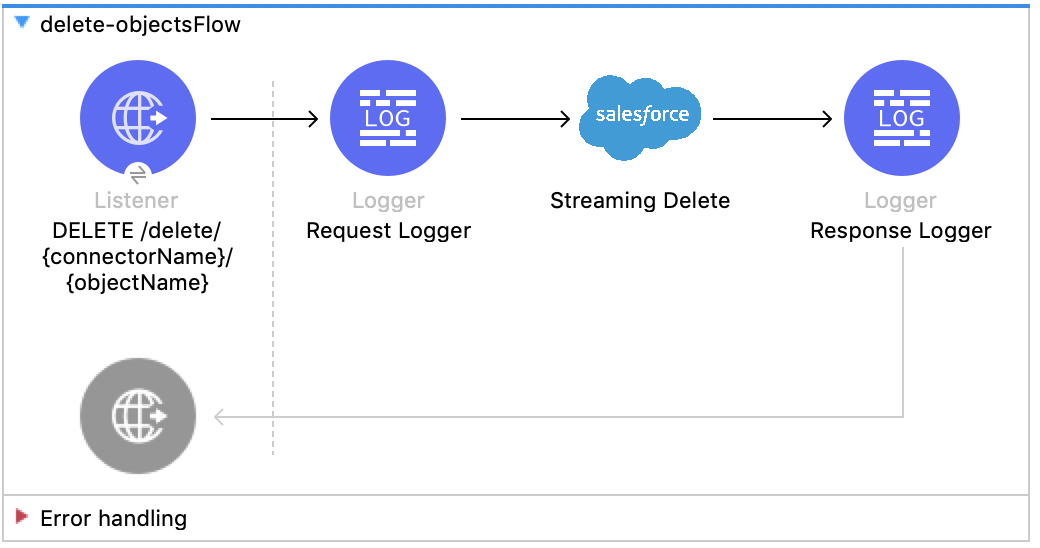 delete-objectsFlow
LOG
salesforce
LOG
Listener
Logger
Streaming Delete
Logger
DELETE /delete/
{connectorName}/
{objectName}
Request Logger
Response Logger
Error handling